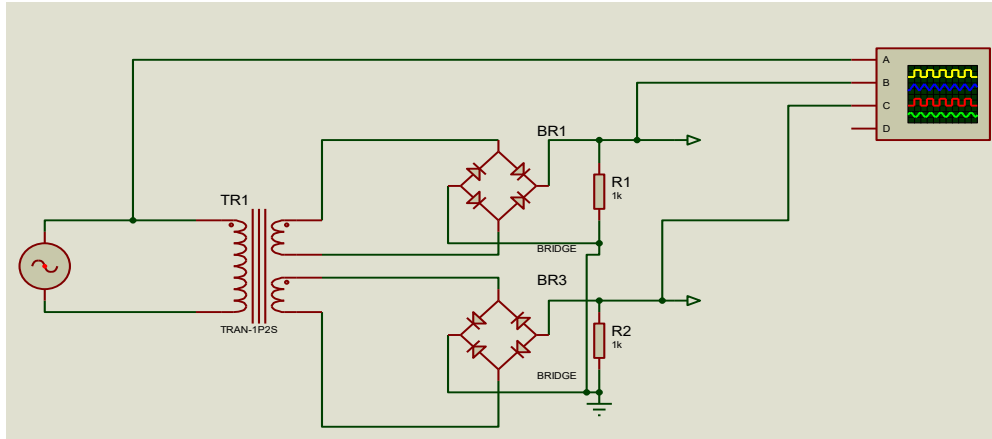 A
B
C
D
BR1
R1
1k
TR1
BRIDGE
BR3
R2
1k
TRAN-1P2S
BRIDGE